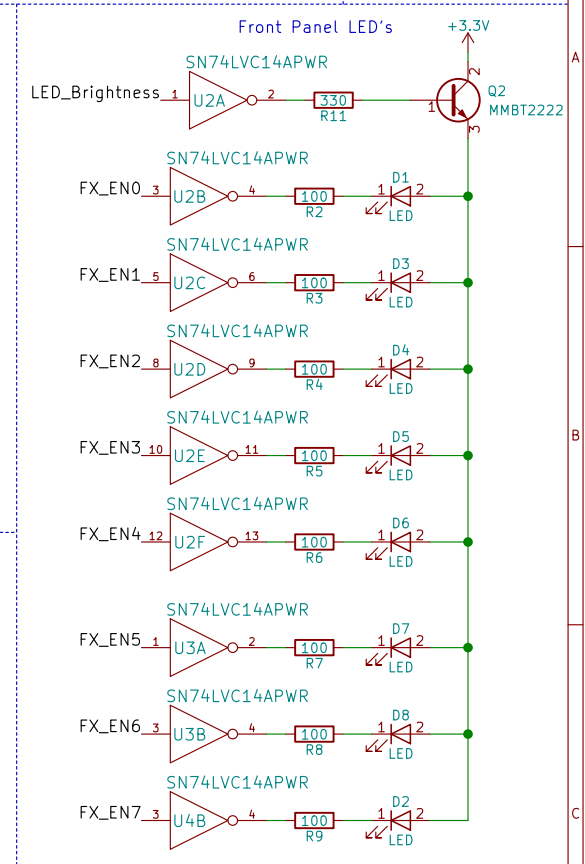 Front Panel LED's
+3.3V
A
SN74LVC14APWR
LED_Brightness 1 U2A 2 330 R11
2
1
3
Q2
MMBT2222
SN74LVC14APWR
FX_EN0 3 U2B 4 100 R2 1 D1 2 LED
SN74LVC14APWR
FX_EN1 5 U2C 6 100 R3 1 D3 2 LED
SN74LVC14APWR
FX_EN2 8 U2D 9 100 R4 1 D4 2 LED
B
SN74LVC14APWR
FX_EN3 10 U2E 11 100 R5 1 D5 2 LED
SN74LVC14APWR
FX_EN4 12 U2F 13 100 R6 1 D6 2 LED
SN74LVC14APWR
FX_EN5 1 U3A 2 100 R7 1 D7 2 LED
SN74LVC14APWR
FX_EN6 3 U3B 4 100 R8 1 D8 2 LED
SN74LVC14APWR
FX_EN7 3 U4B 4 100 R9 1 D2 2 LED
C